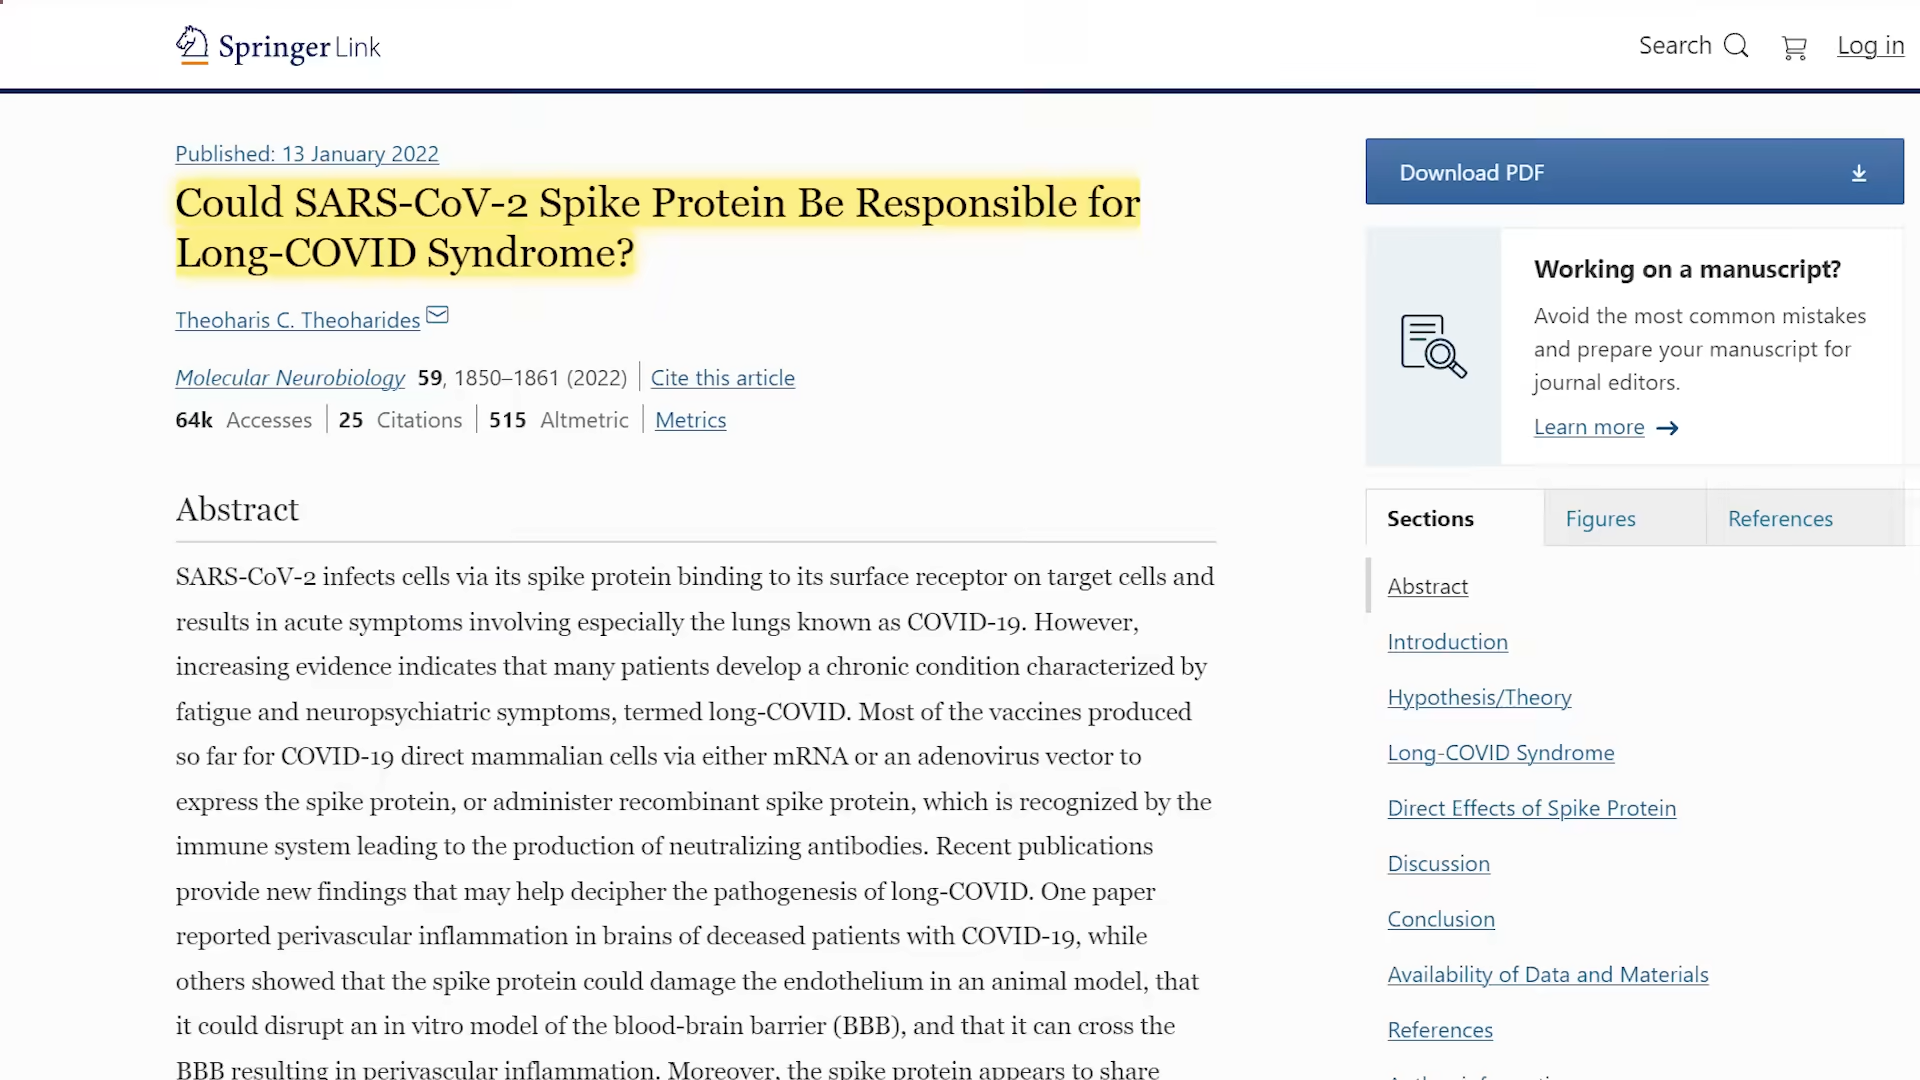 Springer Link
Search
Log in
Published: 13 January 2022
Could SARS-CoV-2 Spike Protein Be Responsible for
Long-COVID Syndrome?
Theoharis C. Theoharides
Molecular Neurobiology 59, 1850–1861 (2022) Cite this article
64k Accesses 25 Citations 515 Altmetric Metrics
Abstract
SARS-CoV-2 infects cells via its spike protein binding to its surface receptor on target cells and
results in acute symptoms involving especially the lungs known as COVID-19. However,
increasing evidence indicates that many patients develop a chronic condition characterized by
fatigue and neuropsychiatric symptoms, termed long-COVID. Most of the vaccines produced
so far for COVID-19 direct mammalian cells via either mRNA or an adenovirus vector to
express the spike protein, or administer recombinant spike protein, which is recognized by the
immune system leading to the production of neutralizing antibodies. Recent publications
provide new findings that may help decipher the pathogenesis of long-COVID. One paper
reported perivascular inflammation in brains of deceased patients with COVID-19, while
others showed that the spike protein could damage the endothelium in an animal model, that
it could disrupt an in vitro model of the blood-brain barrier (BBB), and that it can cross the
BBB resulting in perivascular inflammation. Moreover, the spike protein appears to share
Download PDF
Working on a manuscript?
Avoid the most common mistakes
and prepare your manuscript for
journal editors.
Learn more
Sections Figures References
Abstract
Introduction
Hypothesis/Theory
Long-COVID Syndrome
Direct Effects of Spike Protein
Discussion
Conclusion
Availability of Data and Materials
References